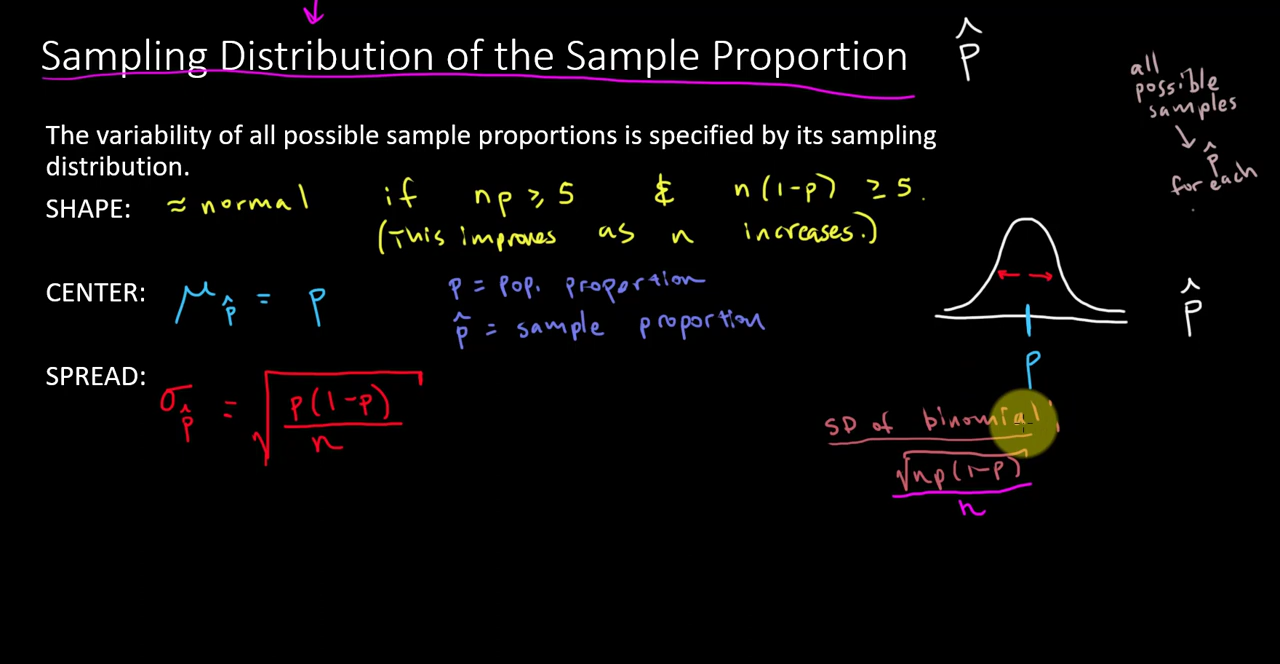 Sampling Distribution of the Sample Proportion p̂
all
possible
samples
p̂
for each
The variability of all possible sample proportions is specified by its sampling
distribution.
SHAPE: ≈ normal if np ≥ 5 & n(1-p) ≥ 5.
(This improves as n increases.)
CENTER: μp̂ = p
p = pop. proportion
p̂ = sample proportion
p̂
p
SPREAD: σp̂ = √(p(1-p)/n)
SD of binomial
√np(1-p)
n